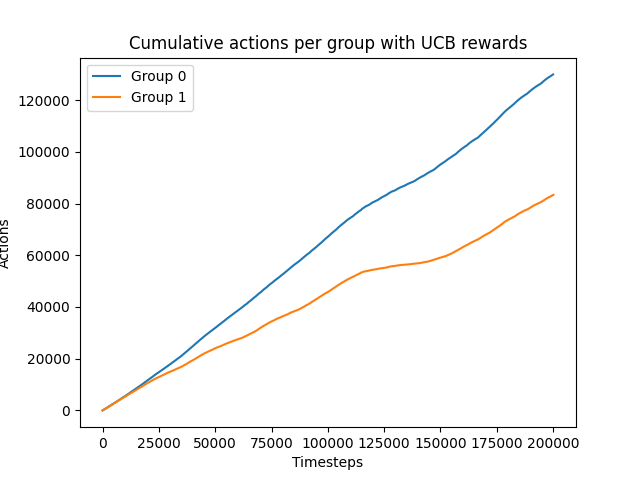 Cumulative actions per group with UCB rewards
Group 0
Group 1
120000
100000
80000
60000
40000
20000
0
Actions
0 25000 50000 75000 100000 125000 150000 175000 200000
Timesteps